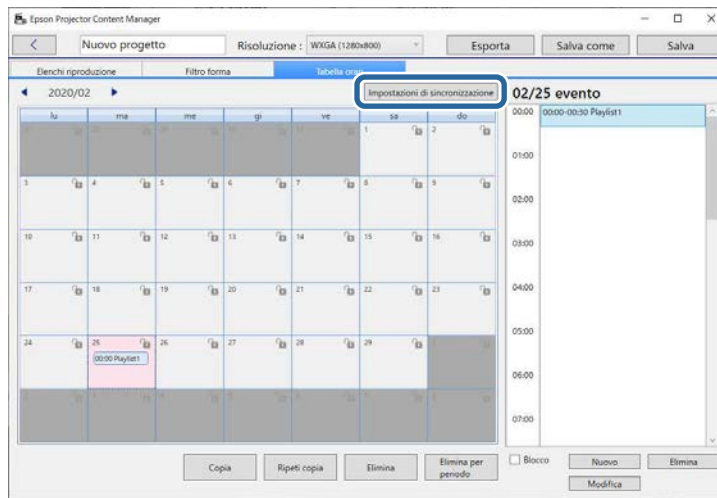 Epson Projector Content Manager
Nuovo progetto Risoluzione : WXGA (1280x800) Esporta Salva come Salva
Elenchi riproduzione Filtro forma Tabella orari
2020/02 Impostazioni di sincronizzazione 02/25 evento
lu ma me gi ve sa do
00:00 00:00-00:30 Playlist1
1 2
01:00
3 4 5 6 7 8 9
02:00
10 11 12 13 14 15 16
03:00
17 18 19 20 21 22 23
04:00
05:00
24 25 26 27 28 29
00:00 Playlist1
06:00
07:00
Copia Ripeti copia Elimina Elimina per periodo
Blocco Nuovo Elimina
Modifica